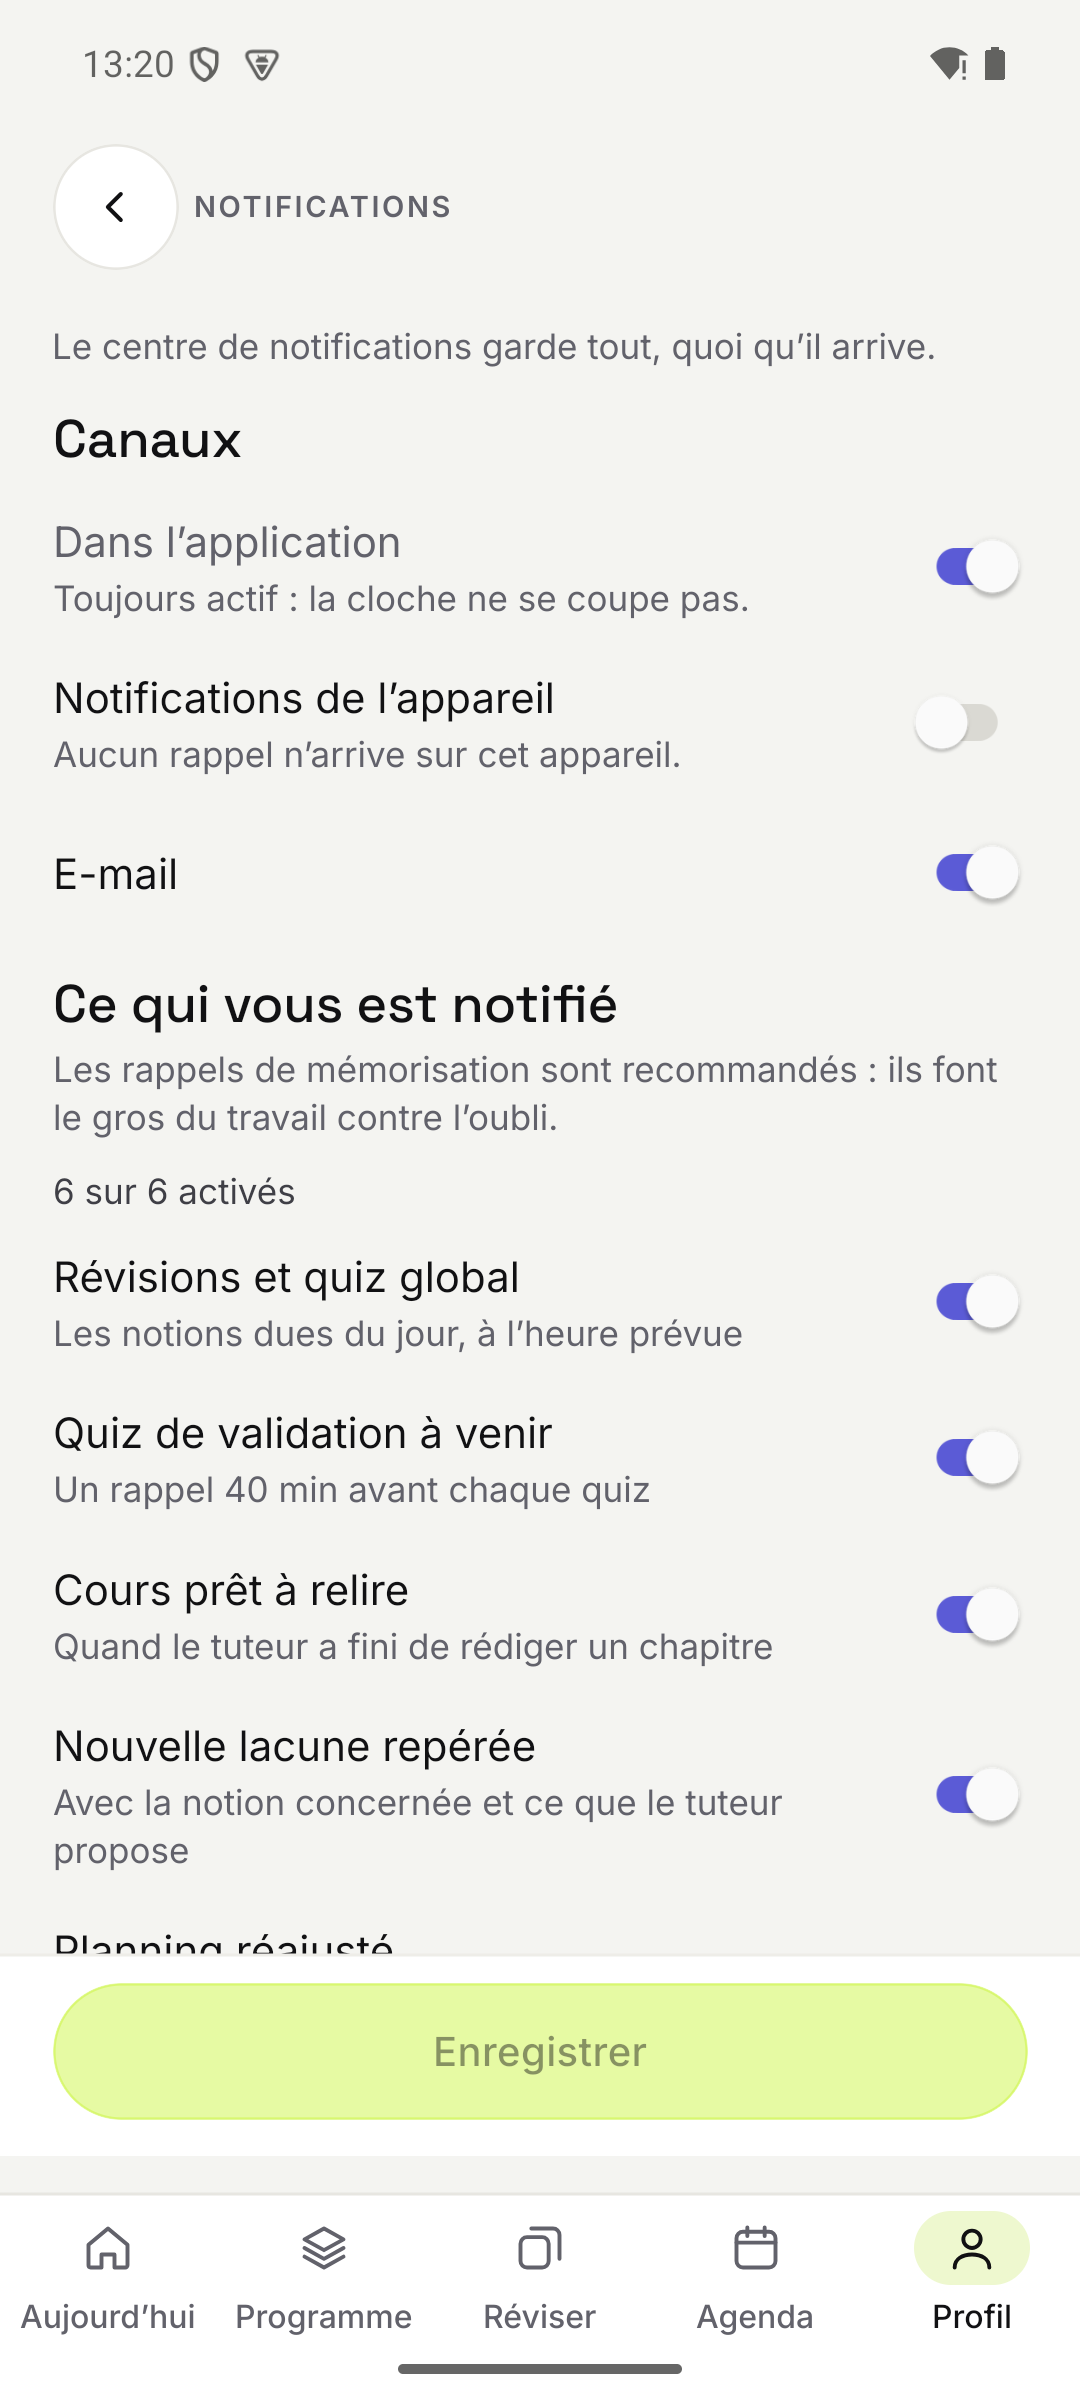 13:20
NOTIFICATIONS
Le centre de notifications garde tout, quoi qu’il arrive.
Canaux
Dans l’application
Toujours actif : la cloche ne se coupe pas.
Notifications de l’appareil
Aucun rappel n’arrive sur cet appareil.
E-mail
Ce qui vous est notifié
Les rappels de mémorisation sont recommandés : ils font
le gros du travail contre l’oubli.
6 sur 6 activés
Révisions et quiz global
Les notions dues du jour, à l’heure prévue
Quiz de validation à venir
Un rappel 40 min avant chaque quiz
Cours prêt à relire
Quand le tuteur a fini de rédiger un chapitre
Nouvelle lacune repérée
Avec la notion concernée et ce que le tuteur
propose
Planning réajusté
Enregistrer
Aujourd’hui
Programme
Réviser
Agenda
Profil